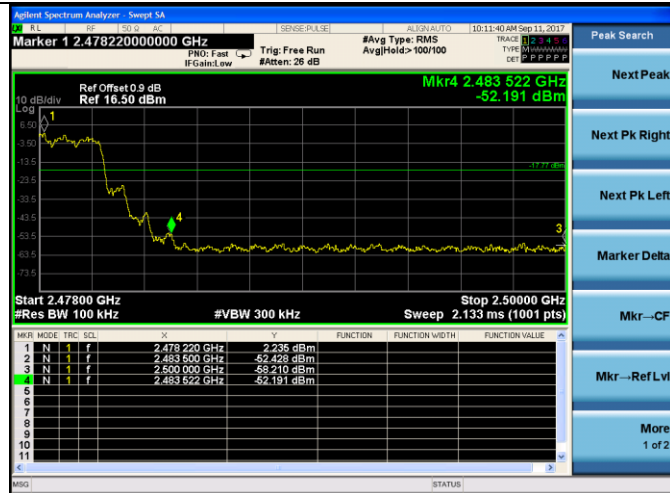 Agilent Spectrum Analyzer - Swept SA
RL RF 50 Ω AC SENSE:PULSE ALIGN AUTO 10:11:40 AM Sep 11, 2017
Marker 1 2.478220000000 GHz
PNO: Fast
IFGain:Low
Trig: Free Run
#Atten: 26 dB
#Avg Type: RMS
Avg|Hold:>100/100
TRACE 1 2 3 4 5 6
TYPE M
DET P P P P P P
Peak Search
Ref Offset 0.9 dB
10 dB/div Ref 16.50 dBm
Log
Mkr4 2.483 522 GHz
-52.191 dBm
6.50
-3.50
-13.5
-23.5
-33.5
-43.5
-53.5
-63.5
-73.5
1
4
3
-17.77 dBm
Start 2.47800 GHz Stop 2.50000 GHz
#Res BW 100 kHz #VBW 300 kHz Sweep 2.133 ms (1001 pts)
MKR MODE TRC SCL X Y FUNCTION FUNCTION WIDTH FUNCTION VALUE
1 N 1 f 2.478 220 GHz 2.235 dBm
2 N 1 f 2.483 500 GHz -52.428 dBm
3 N 1 f 2.500 000 GHz -58.210 dBm
4 N 1 f 2.483 522 GHz -52.191 dBm
5
6
7
8
9
10
11
MSG STATUS
Next Peak
Next Pk Right
Next Pk Left
Marker Delta
Mkr→CF
Mkr→Ref Lvl
More
1 of 2